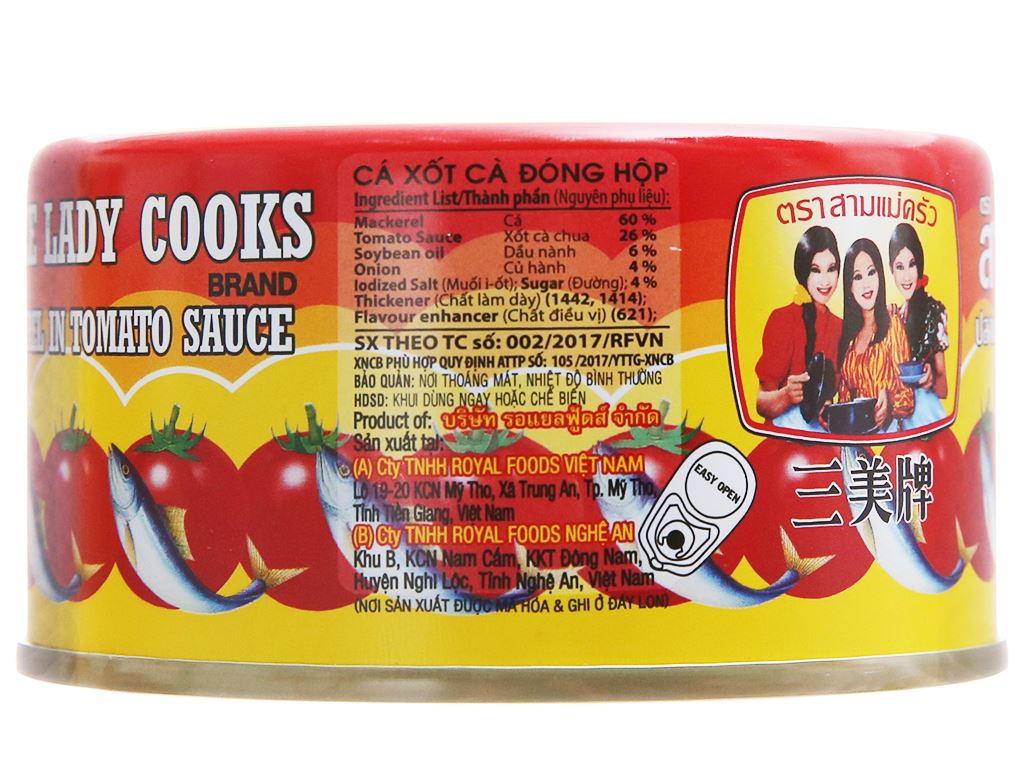 LADY COOKS
BRAND
IN TOMATO SAUCE
CÁ XỐT CÀ ĐÓNG HỘP
Ingredient List/Thành phần (Nguyên phụ liệu):
Mackerel Cá 60 %
Tomato Sauce Xốt cà chua 26 %
Soybean oil Dầu nành 6 %
Onion Củ hành 4 %
Iodized Salt (Muối i-ốt); Sugar (Đường); 4 %
Thickener (Chất làm dày) (1442, 1414);
Flavour enhancer (Chất điều vị) (621);
SX THEO TC số: 002/2017/RFVN
XNCB PHÙ HỢP QUY ĐỊNH ATTP SỐ: 105/2017/YTTG-XNCB
BẢO QUẢN: NƠI THOÁNG MÁT, NHIỆT ĐỘ BÌNH THƯỜNG
HDSD: KHUI DÙNG NGAY HOẶC CHẾ BIẾN
Product of: บริษัท รอแยลฟู้ดส์ จำกัด
Sản xuất tại:
(A) Cty TNHH ROYAL FOODS VIỆT NAM
Lô 19-20 KCN Mỹ Tho, Xã Trung An, Tp. Mỹ Tho,
Tỉnh Tiền Giang, Việt Nam
(B) Cty TNHH ROYAL FOODS NGHỆ AN
Khu B, KCN Nam Cấm, KKT Đông Nam,
Huyện Nghi Lộc, Tỉnh Nghệ An, Việt Nam
(NƠI SẢN XUẤT ĐƯỢC MÃ HÓA & GHI Ở ĐÁY LON)
EASY OPEN
ตราสามแม่ครัว
三美牌